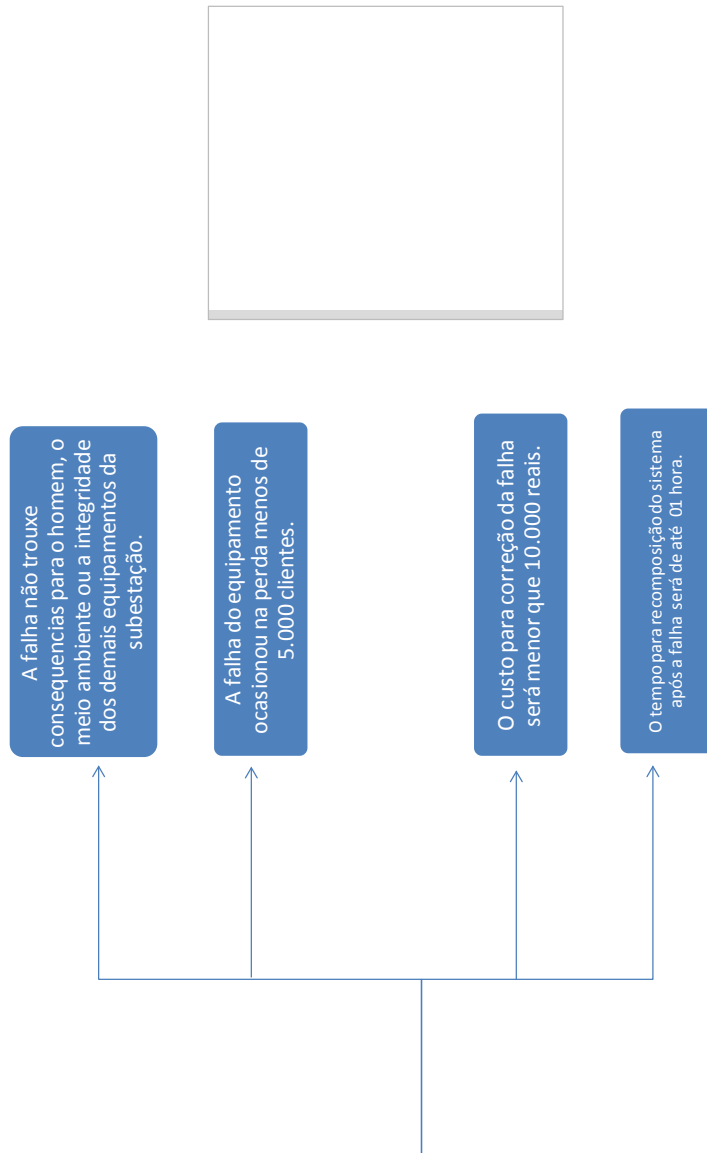 A falha não trouxe
consequencias para o homem, o
meio ambiente ou a integridade
dos demais equipamentos da
subestação.
A falha do equipamento
ocasionou na perda menos de
5.000 clientes.
O custo para correção da falha
será menor que 10.000 reais.
O tempo para recomposição do sistema
após a falha será de até 01 hora.